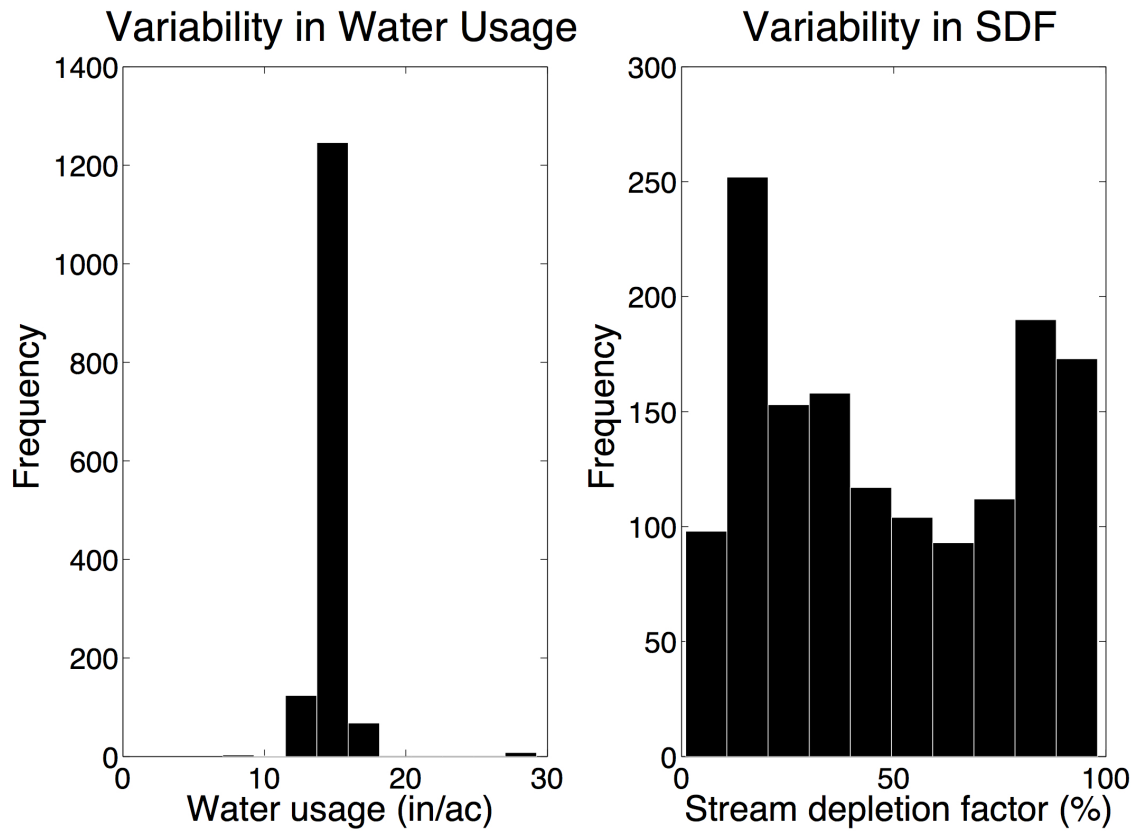 Variability in Water Usage
1400
1200
1000
800
600
400
200
0
0 10 20 30
Frequency
Water usage (in/ac)
Variability in SDF
300
250
200
150
100
50
0
0 50 100
Frequency
Stream depletion factor (%)